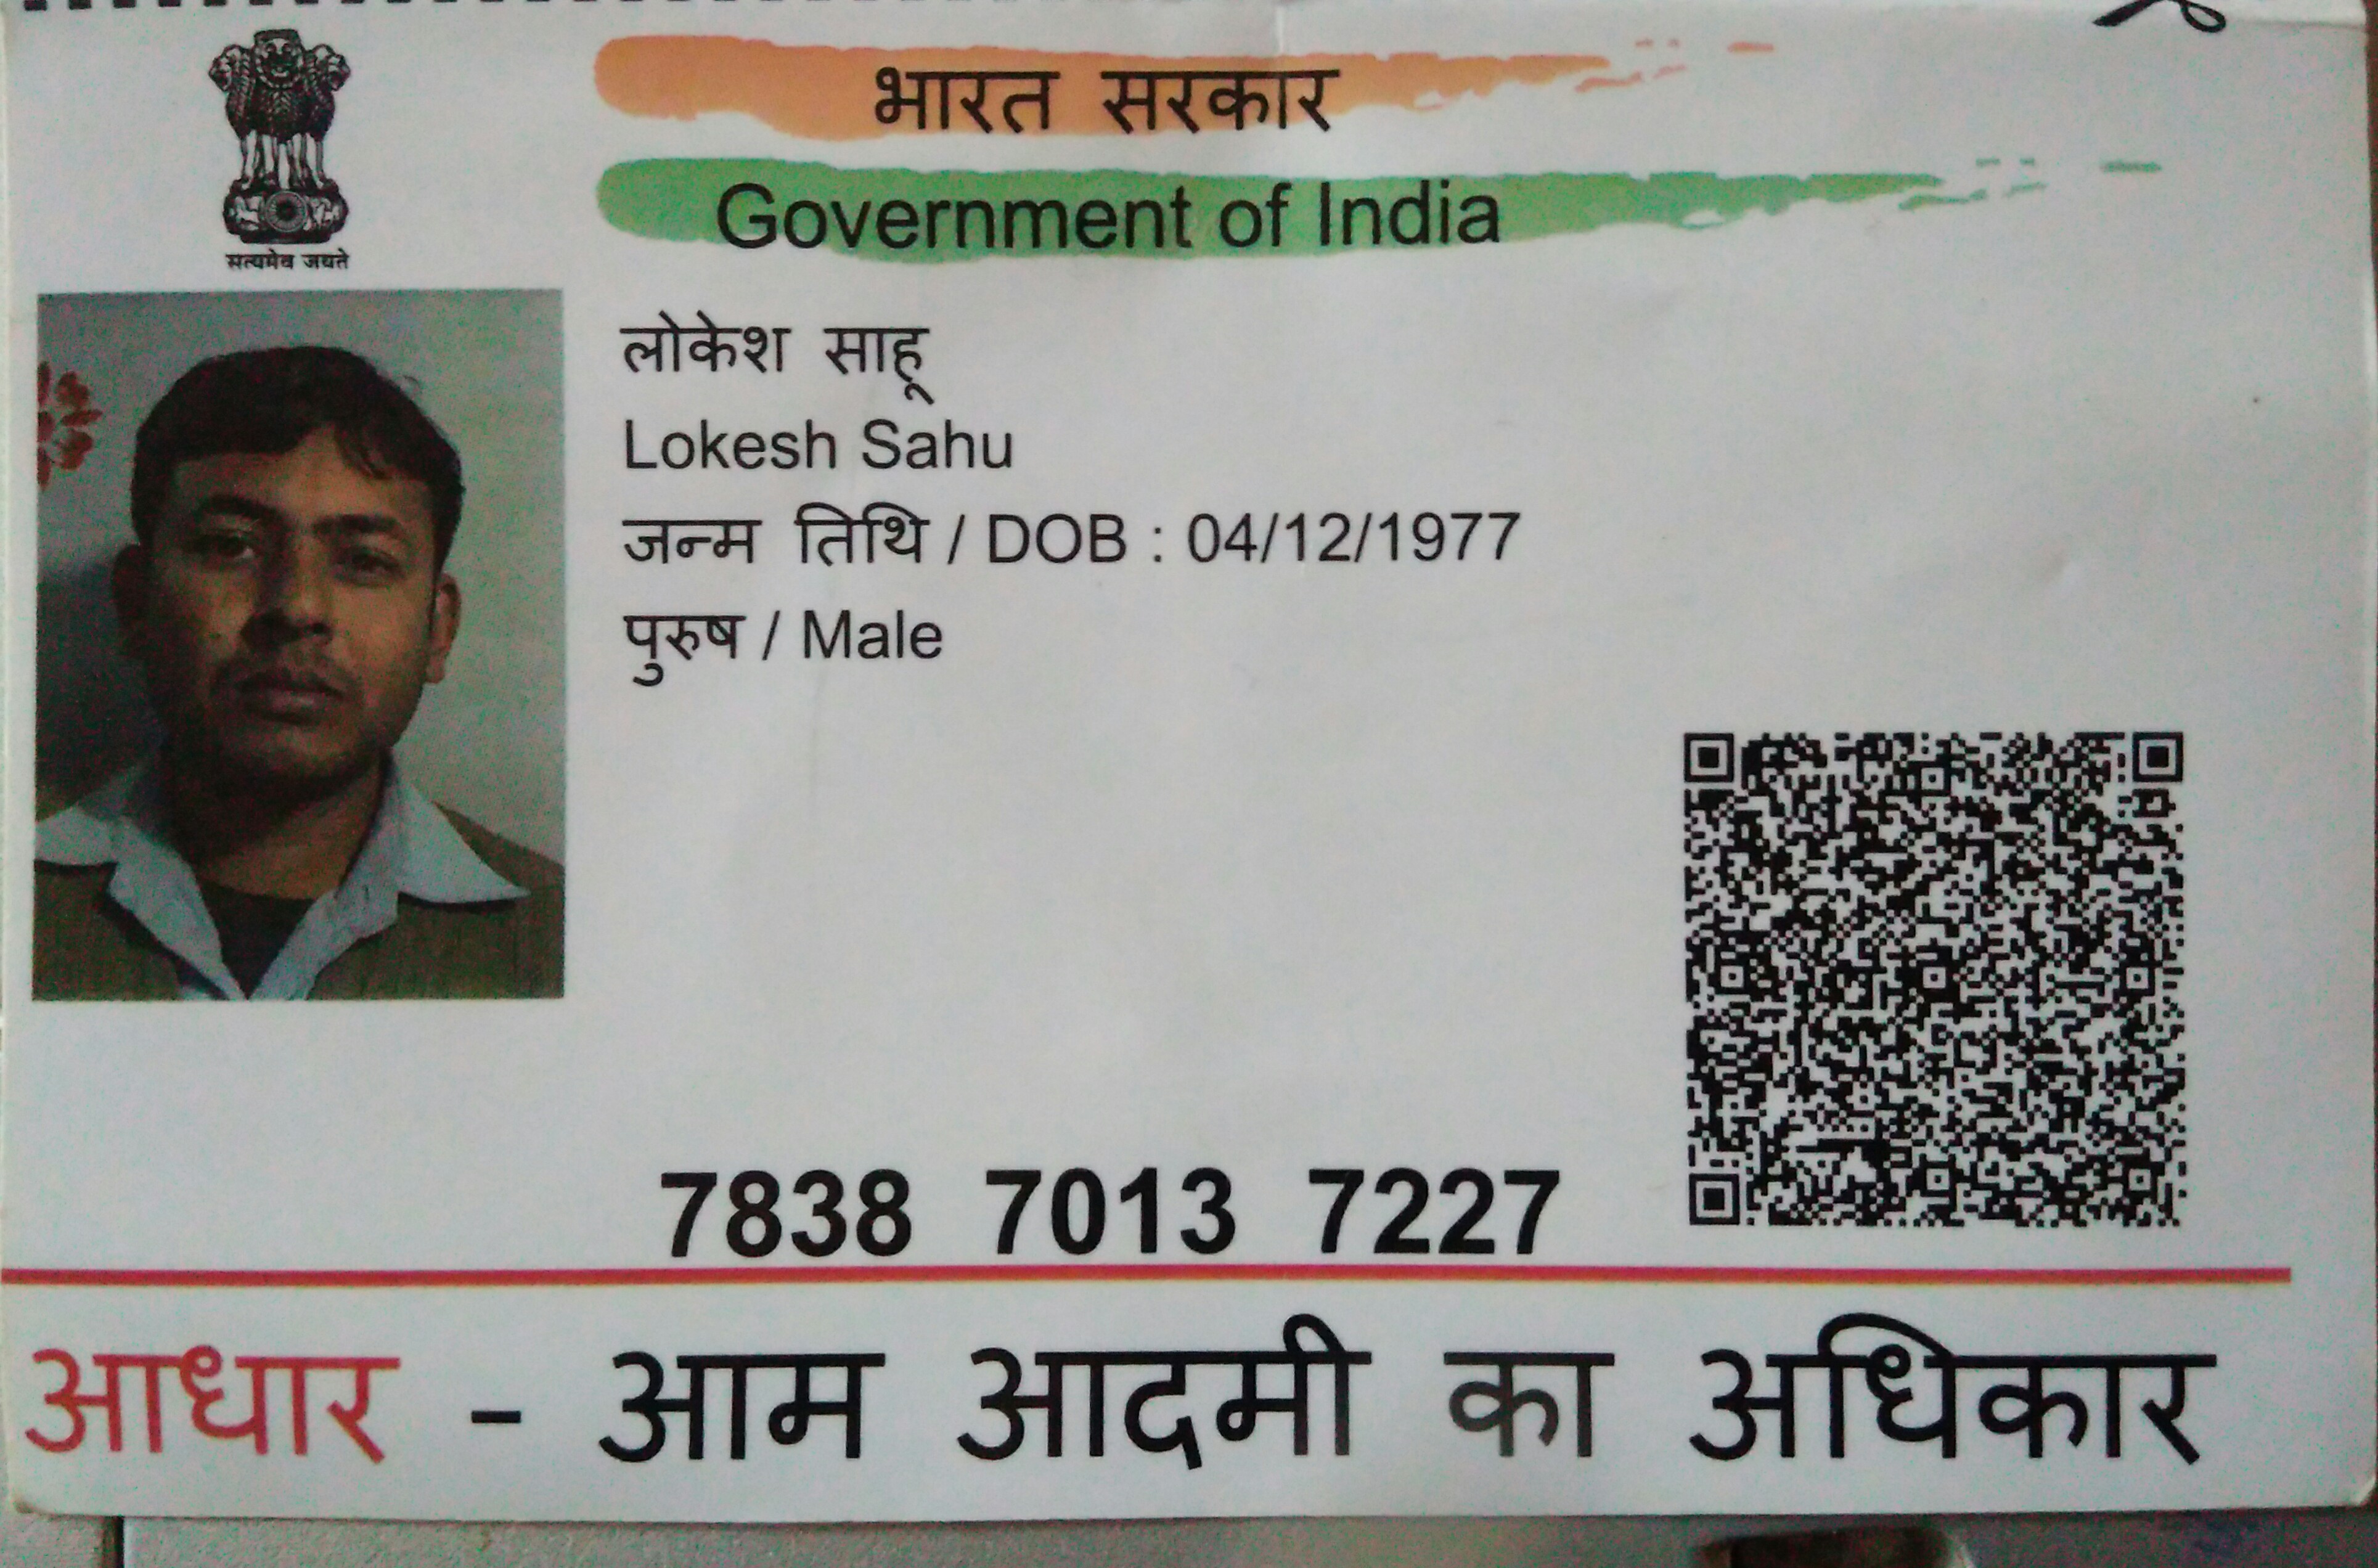 भारत सरकार
Government of India
सत्यमेव जयते
लोकेश साहू
Lokesh Sahu
जन्म तिथि / DOB : 04/12/1977
पुरुष / Male
7838 7013 7227
आधार - आम आदमी का अधिकार